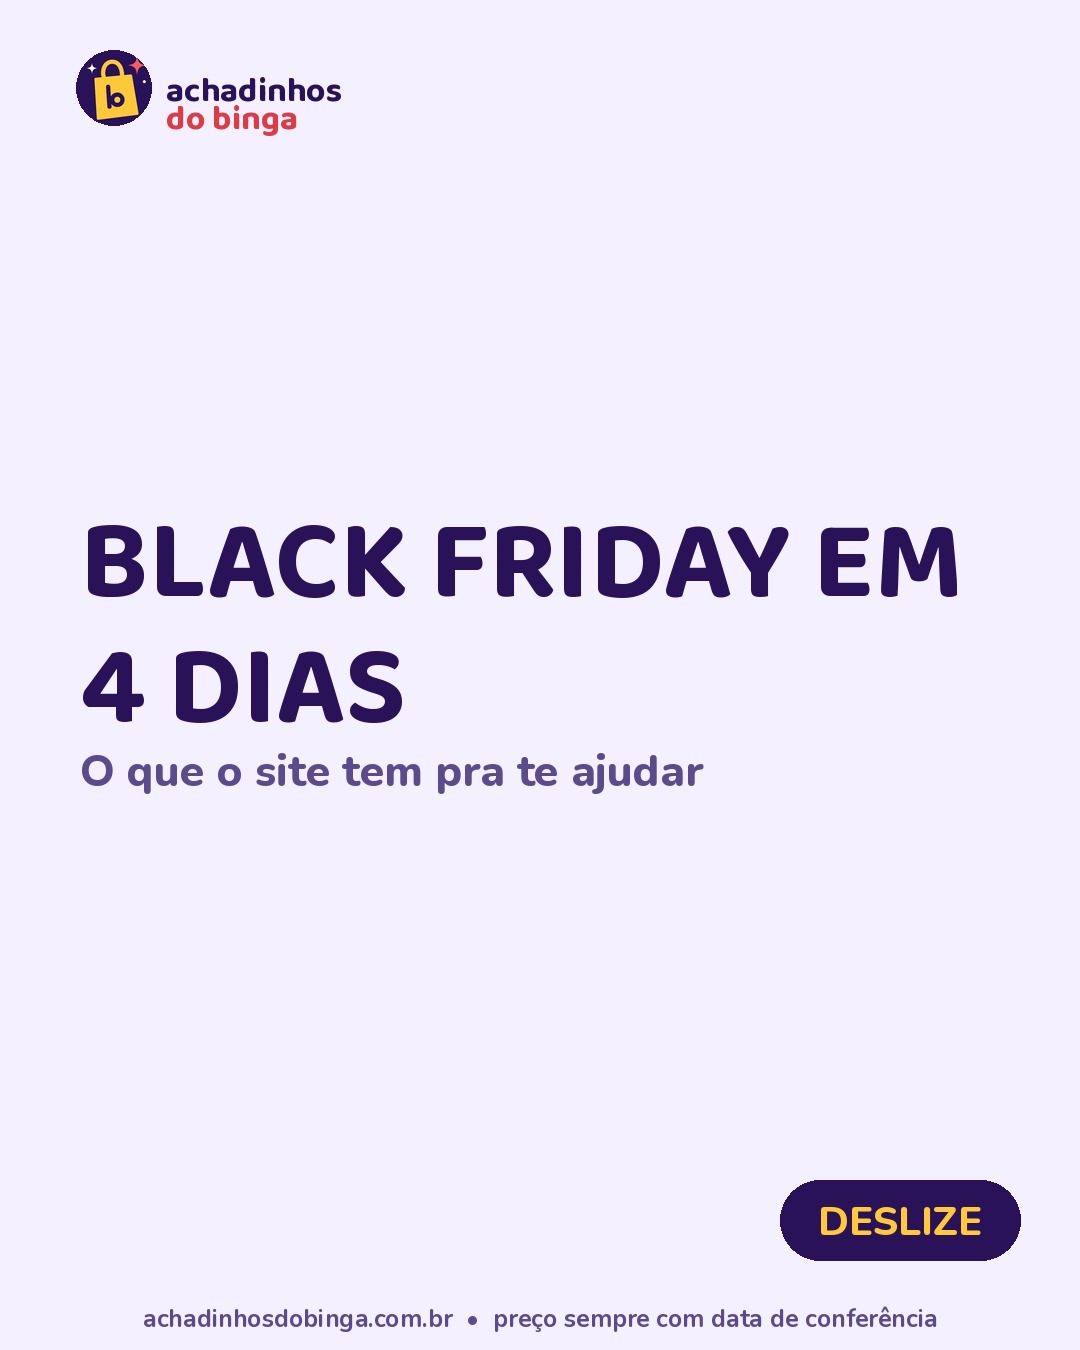 b
achadinhos
do binga
BLACK FRIDAY EM
4 DIAS
O que o site tem pra te ajudar
DESLIZE
achadinhosdobinga.com.br • preço sempre com data de conferência